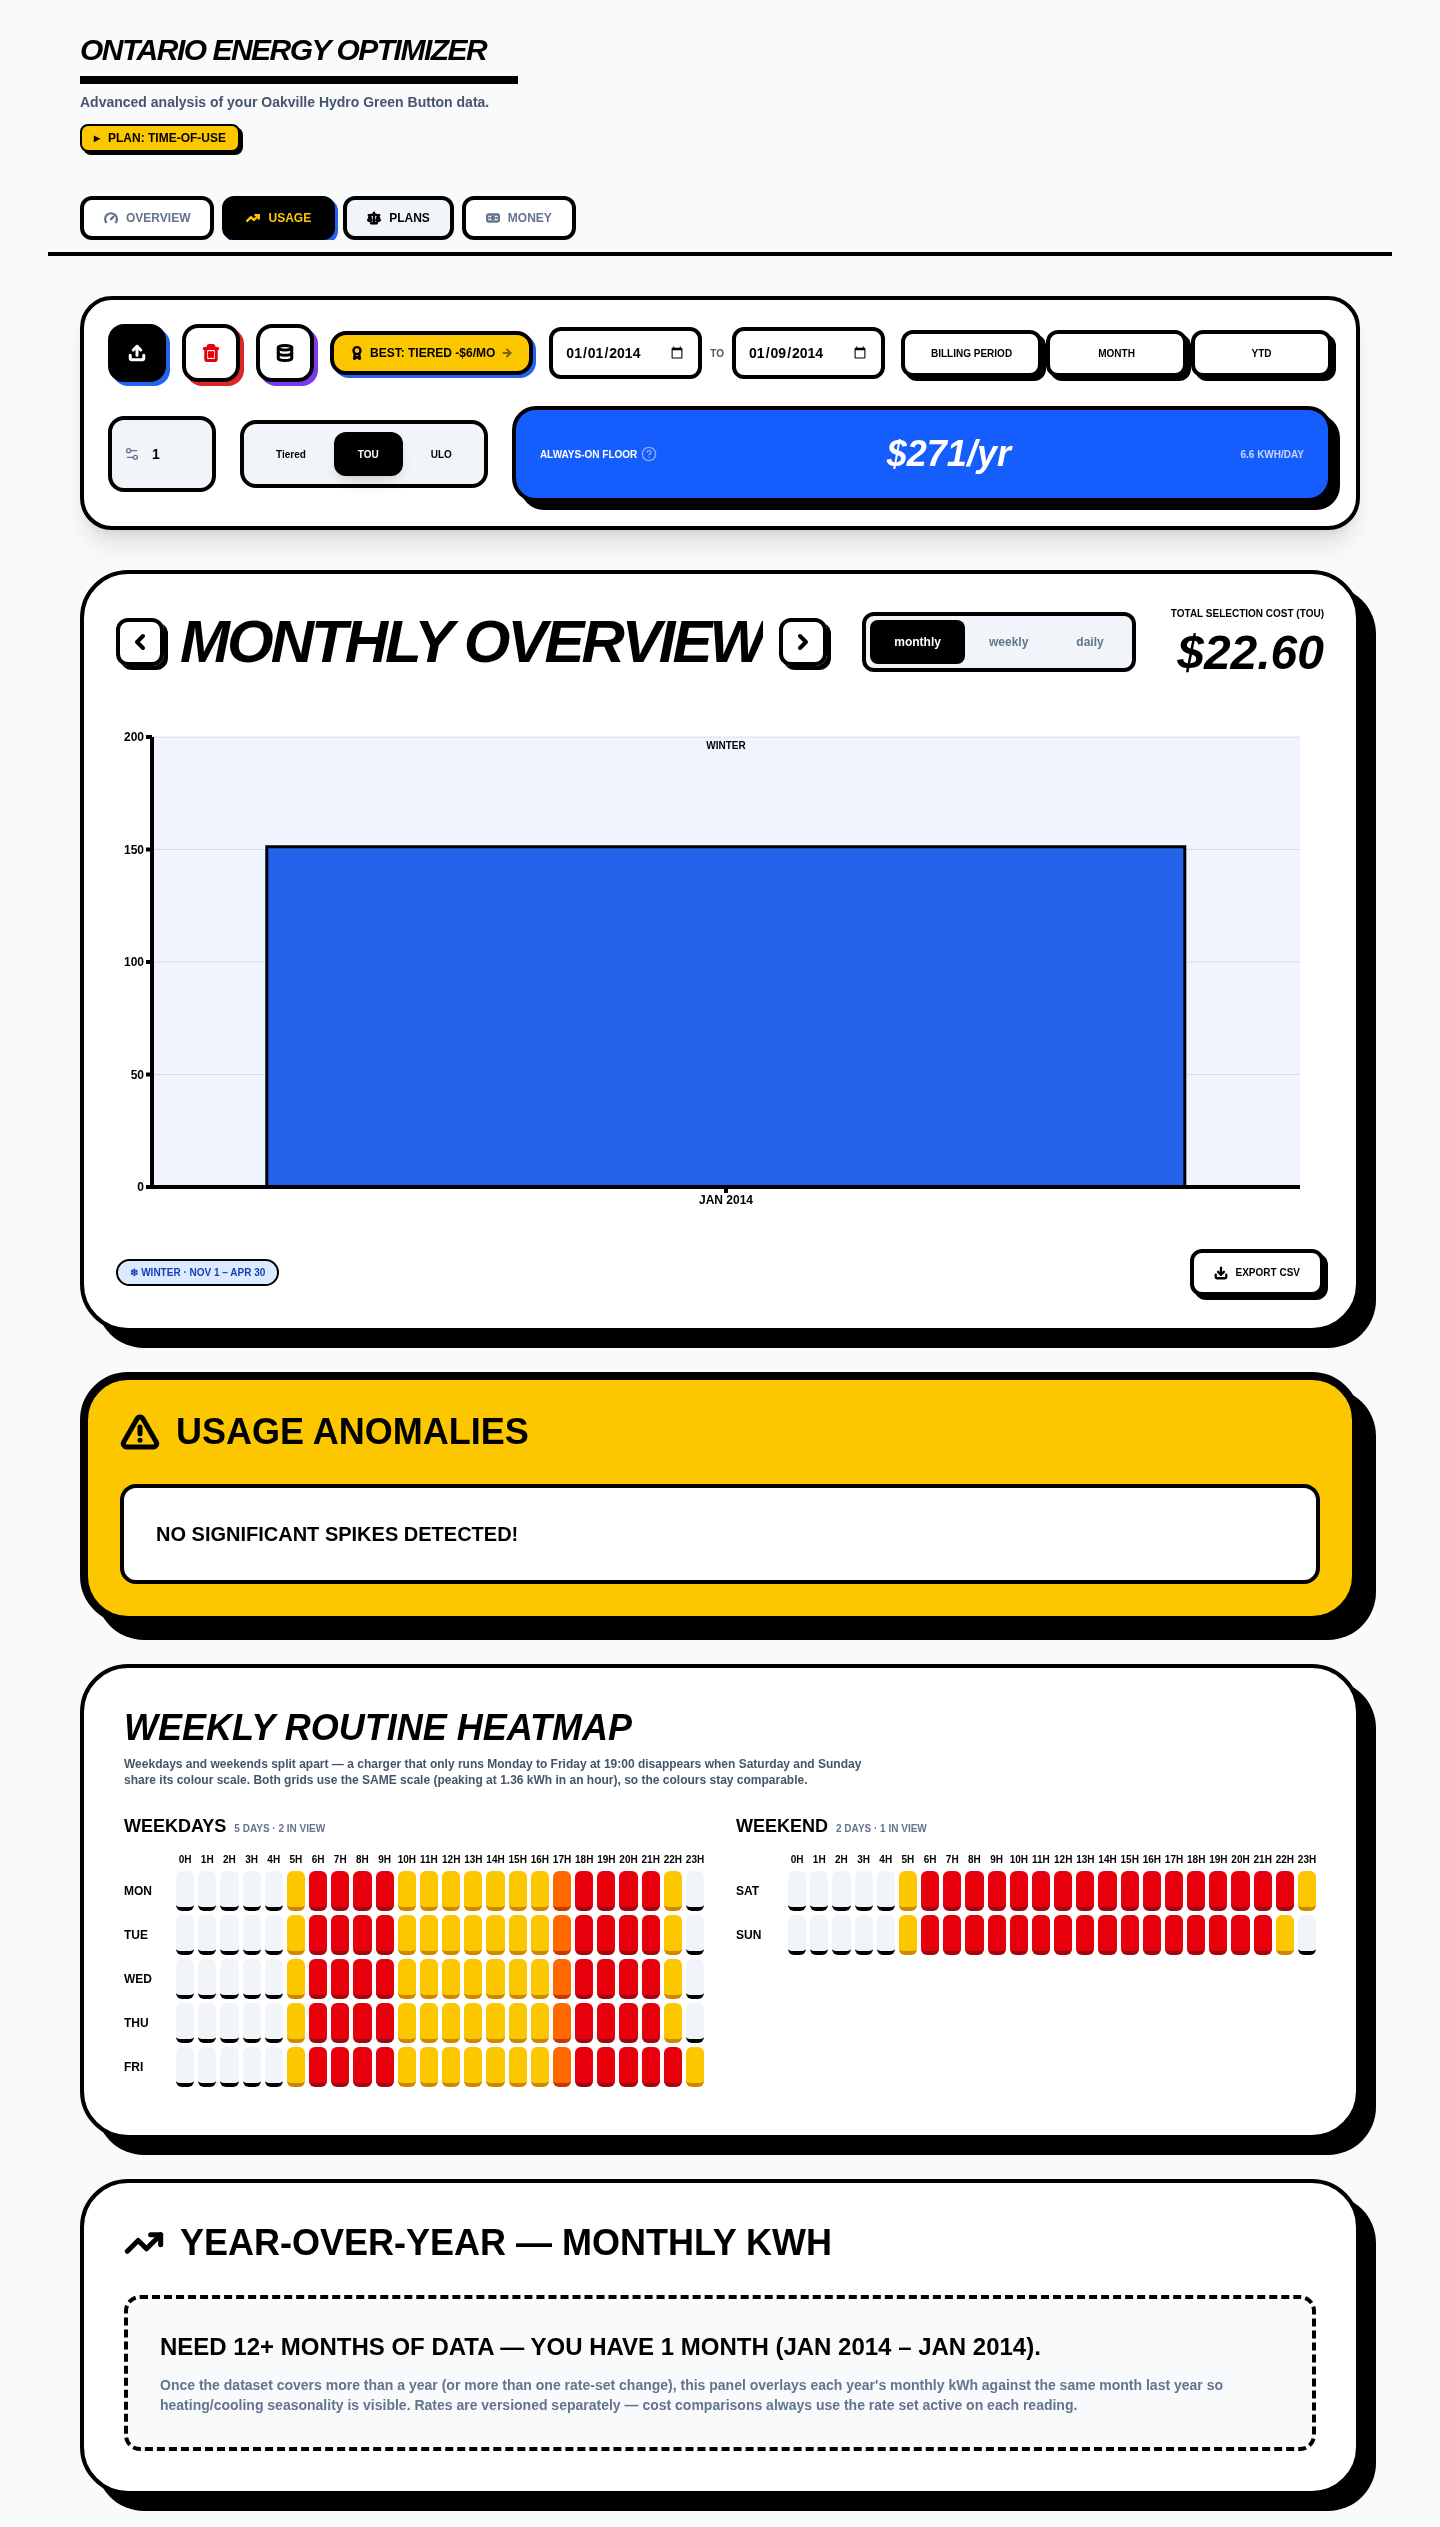 ONTARIO ENERGY OPTIMIZER
Advanced analysis of your Oakville Hydro Green Button data.
▸ PLAN: TIME-OF-USE
OVERVIEW USAGE PLANS MONEY
BEST: TIERED -$6/MO → 01/01/2014 TO 01/09/2014 BILLING PERIOD MONTH YTD
1 Tiered TOU ULO ALWAYS-ON FLOOR ? $271/yr 6.6 KWH/DAY
TOTAL SELECTION COST (TOU)
MONTHLY OVERVIEW monthly weekly daily $22.60
200
WINTER
150
100
50
0
JAN 2014
❄ WINTER · NOV 1 – APR 30 EXPORT CSV
USAGE ANOMALIES
NO SIGNIFICANT SPIKES DETECTED!
WEEKLY ROUTINE HEATMAP
Weekdays and weekends split apart — a charger that only runs Monday to Friday at 19:00 disappears when Saturday and Sunday
share its colour scale. Both grids use the SAME scale (peaking at 1.36 kWh in an hour), so the colours stay comparable.
WEEKDAYS 5 DAYS · 2 IN VIEW
0H 1H 2H 3H 4H 5H 6H 7H 8H 9H 10H 11H 12H 13H 14H 15H 16H 17H 18H 19H 20H 21H 22H 23H
MON
TUE
WED
THU
FRI
WEEKEND 2 DAYS · 1 IN VIEW
0H 1H 2H 3H 4H 5H 6H 7H 8H 9H 10H 11H 12H 13H 14H 15H 16H 17H 18H 19H 20H 21H 22H 23H
SAT
SUN
YEAR-OVER-YEAR — MONTHLY KWH
NEED 12+ MONTHS OF DATA — YOU HAVE 1 MONTH (JAN 2014 – JAN 2014).
Once the dataset covers more than a year (or more than one rate-set change), this panel overlays each year's monthly kWh against the same month last year so
heating/cooling seasonality is visible. Rates are versioned separately — cost comparisons always use the rate set active on each reading.